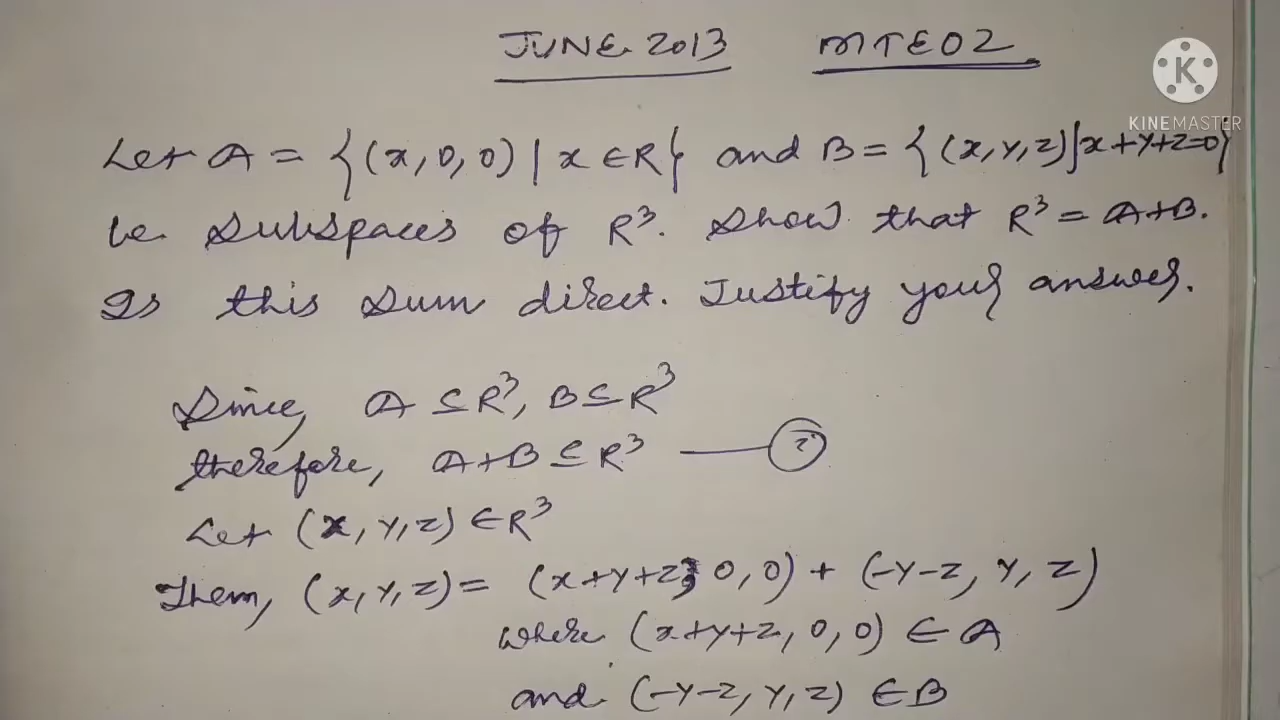 JUNE 2013 MTE02
K
KINEMASTER
Let A = {(x, 0, 0) | x ∈ R} and B = {(x, y, z) | x+y+z=0}
be subspaces of R³. Show that R³ = A+B.
Is this sum direct. Justify your answer.
Since, A ⊆ R³, B ⊆ R³
therefore, A+B ⊆ R³ —
Let (x, y, z) ∈ R³
Then, (x, y, z) = (x+y+z, 0, 0) + (-y-z, y, z)
where (x+y+z, 0, 0) ∈ A
and (-y-z, y, z) ∈ B